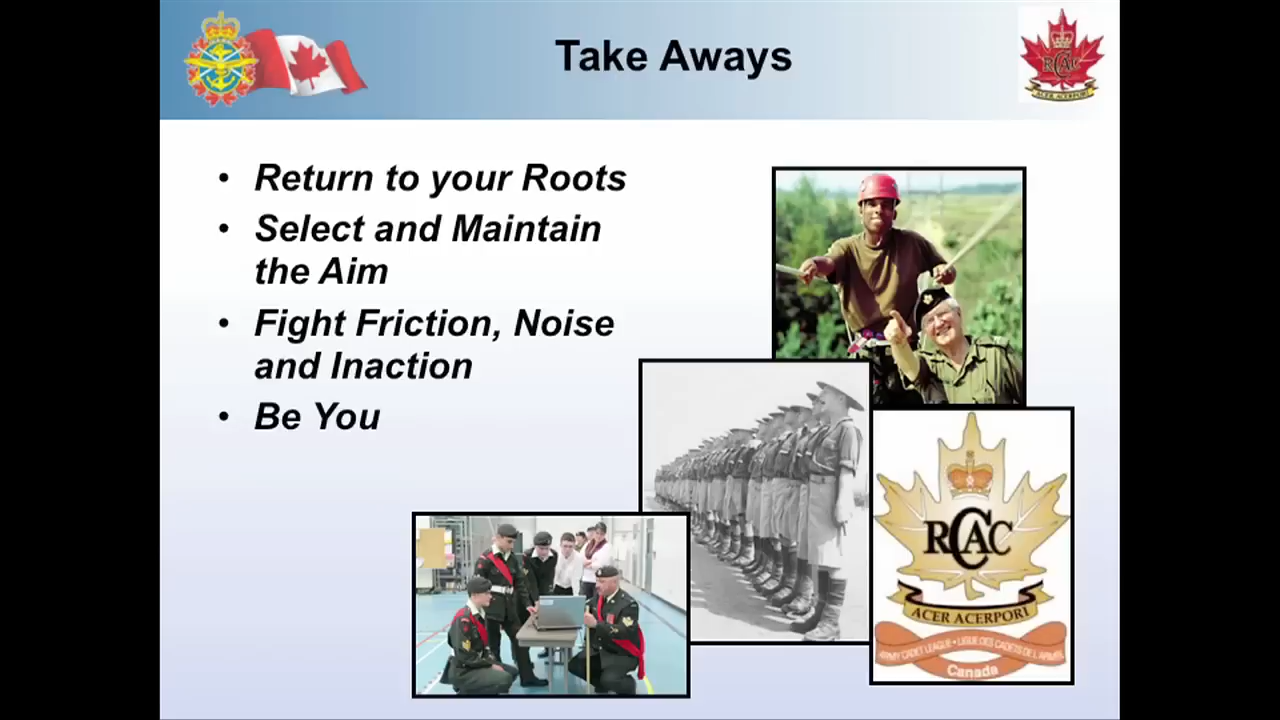 Take Aways
RCAC
ACER ACERPORI
• Return to your Roots
• Select and Maintain
the Aim
• Fight Friction, Noise
and Inaction
• Be You
RCAC
ACER ACERPORI
ARMY CADET LEAGUE • LIGUE DES CADETS DE L'ARMÉE
Canada